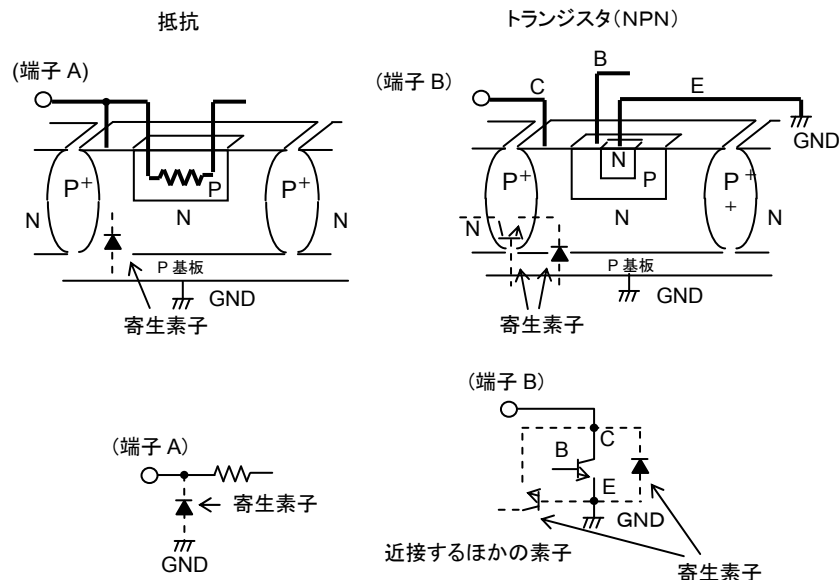 抵抗
トランジスタ(NPN)
(端子 A)
P+
P
P+
N
N
N
P 基板
GND
寄生素子
(端子 B)
C
B
E
GND
P+
N
P
P+
+
N
N
N
P 基板
GND
寄生素子
(端子 A)
寄生素子
GND
(端子 B)
C
B
E
GND
近接するほかの素子
寄生素子